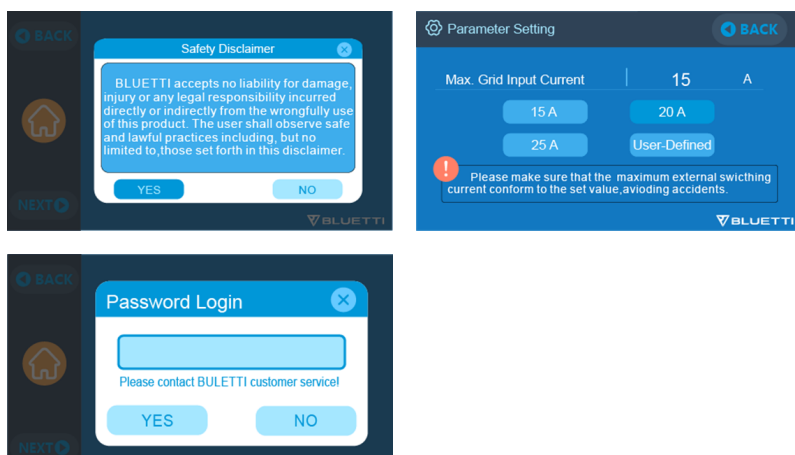 BACK
Safety Disclaimer
BLUETTI accepts no liability for damage,
injury or any legal responsibility incurred
directly or indirectly from the wrongfully use
of this product. The user shall observe safe
and lawful practices including, but no
limited to,those set forth in this disclaimer.
YES NO
NEXT
BLUETTI
Parameter Setting
BACK
Max. Grid Input Current 15 A
15 A 20 A
25 A User-Defined
! Please make sure that the maximum external swicthing
current conform to the set value,avioding accidents.
BLUETTI
BACK
Password Login
Please contact BULETTI customer service!
YES NO
NEXT